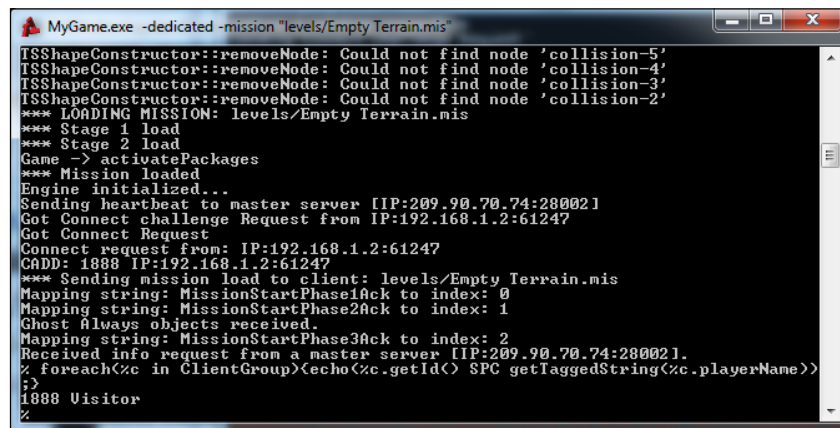 MyGame.exe -dedicated -mission "levels/Empty Terrain.mis"
TSShapeConstructor::removeNode: Could not find node 'collision-5'
TSShapeConstructor::removeNode: Could not find node 'collision-4'
TSShapeConstructor::removeNode: Could not find node 'collision-3'
TSShapeConstructor::removeNode: Could not find node 'collision-2'
*** LOADING MISSION: levels/Empty Terrain.mis
*** Stage 1 load
*** Stage 2 load
Game -> activatePackages
*** Mission loaded
Engine initialized...
Sending heartbeat to master server [IP:209.90.70.74:28002]
Got Connect challenge Request from IP:192.168.1.2:61247
Got Connect Request
Connect request from: IP:192.168.1.2:61247
CADD: 1888 IP:192.168.1.2:61247
*** Sending mission load to client: levels/Empty Terrain.mis
Mapping string: MissionStartPhase1Ack to index: 0
Mapping string: MissionStartPhase2Ack to index: 1
Ghost Always objects received.
Mapping string: MissionStartPhase3Ack to index: 2
Received info request from a master server [IP:209.90.70.74:28002].
% foreach(%c in ClientGroup){echo(%c.getId() SPC getTaggedString(%c.playerName))
;}
1888 Visitor
%